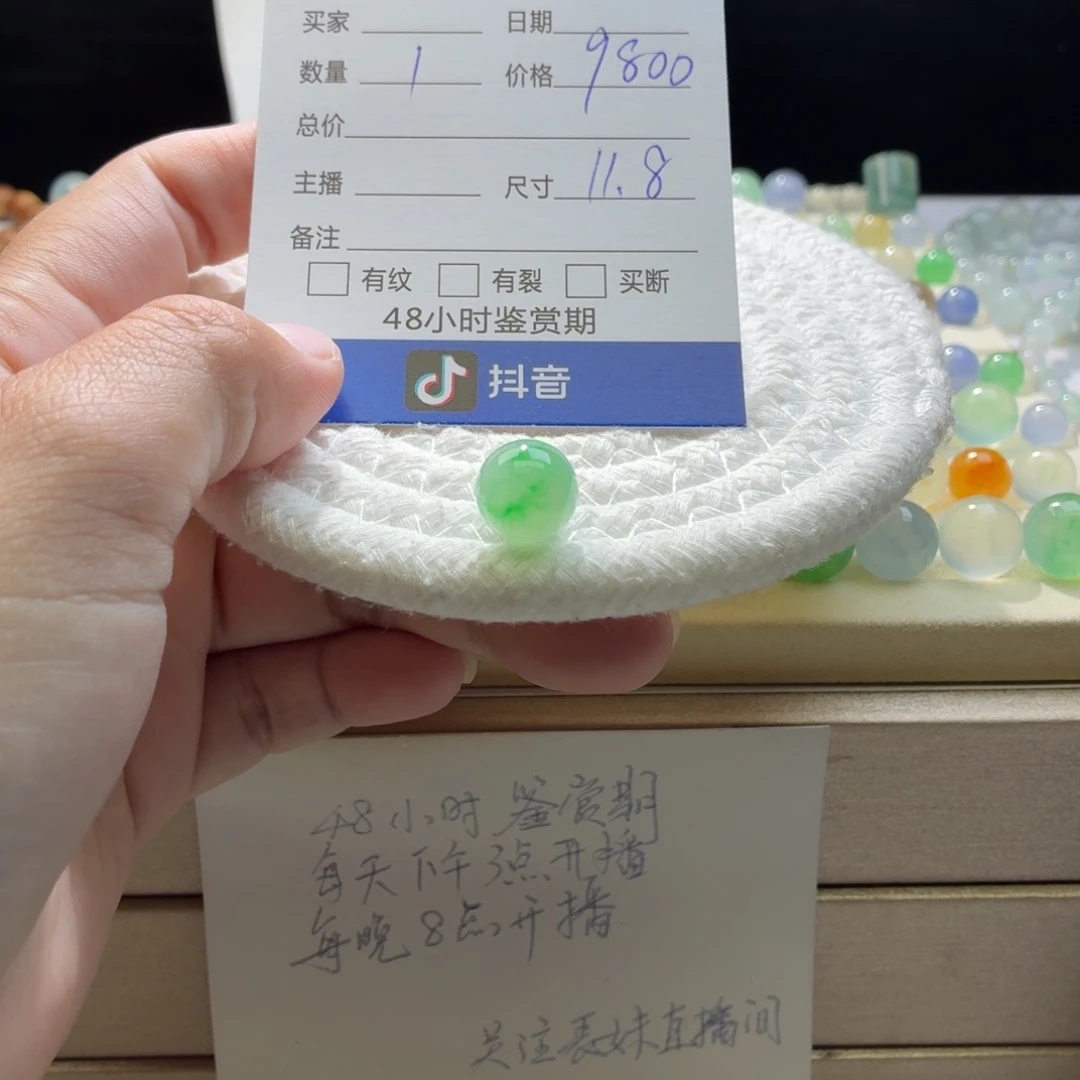 买家 日期
数量 1 价格 9800
总价
主播 尺寸 11.8
备注
有纹 有裂 买断
48小时鉴赏期
抖音
48小时鉴赏期
每天下午3点开播
每晚8点开播
关注表妹直播间